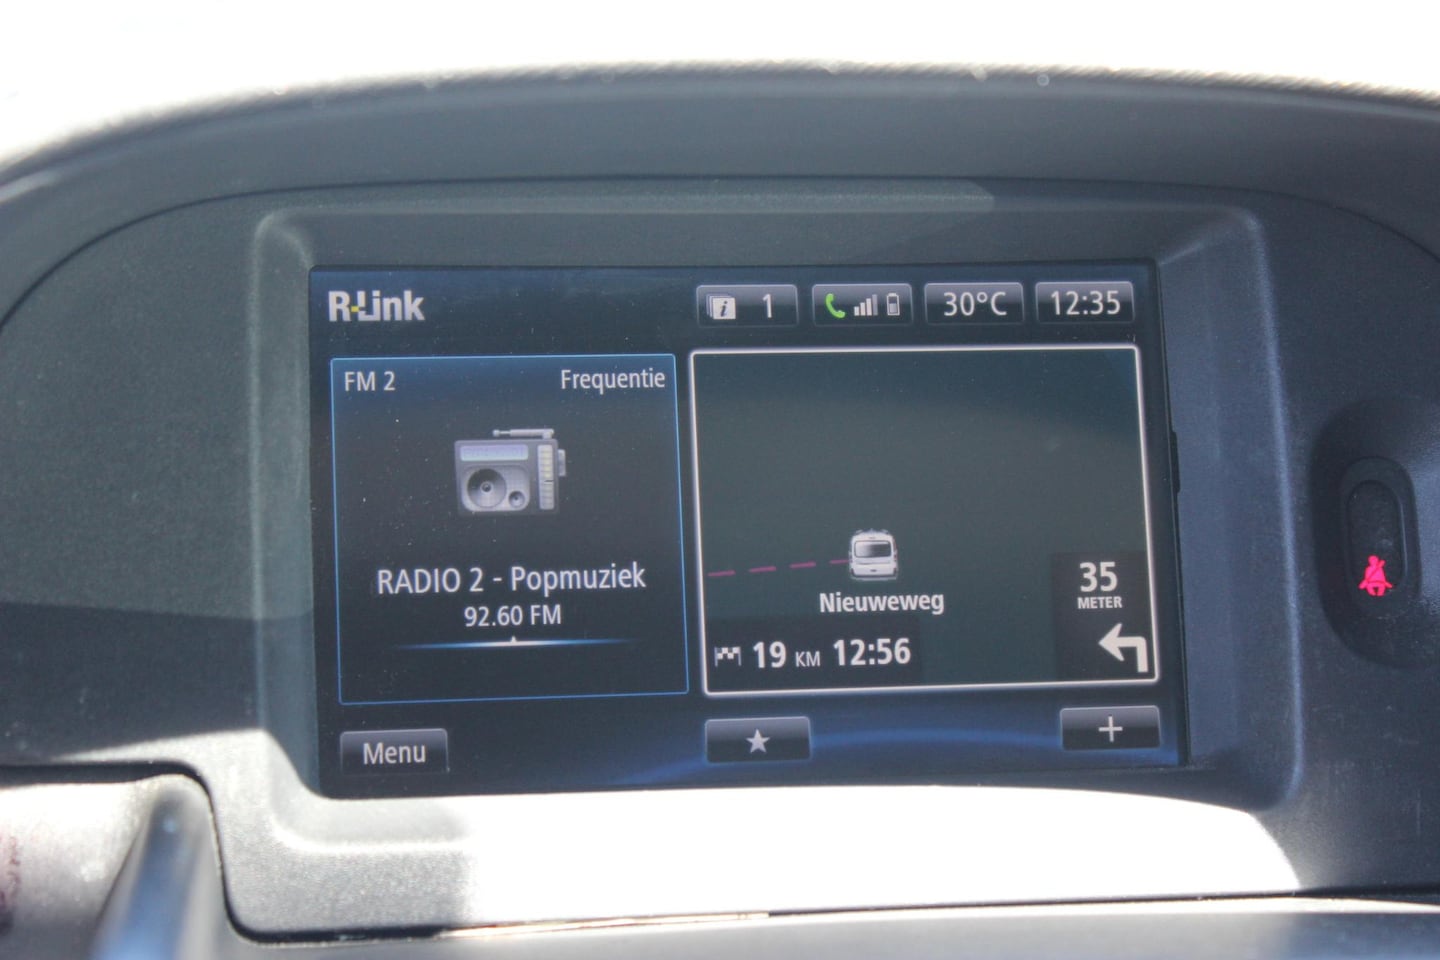 R-Link
i 1
30°C
12:35
FM 2
Frequentie
RADIO 2 - Popmuziek
92.60 FM
Nieuweweg
19 KM 12:56
35
METER
Menu
+